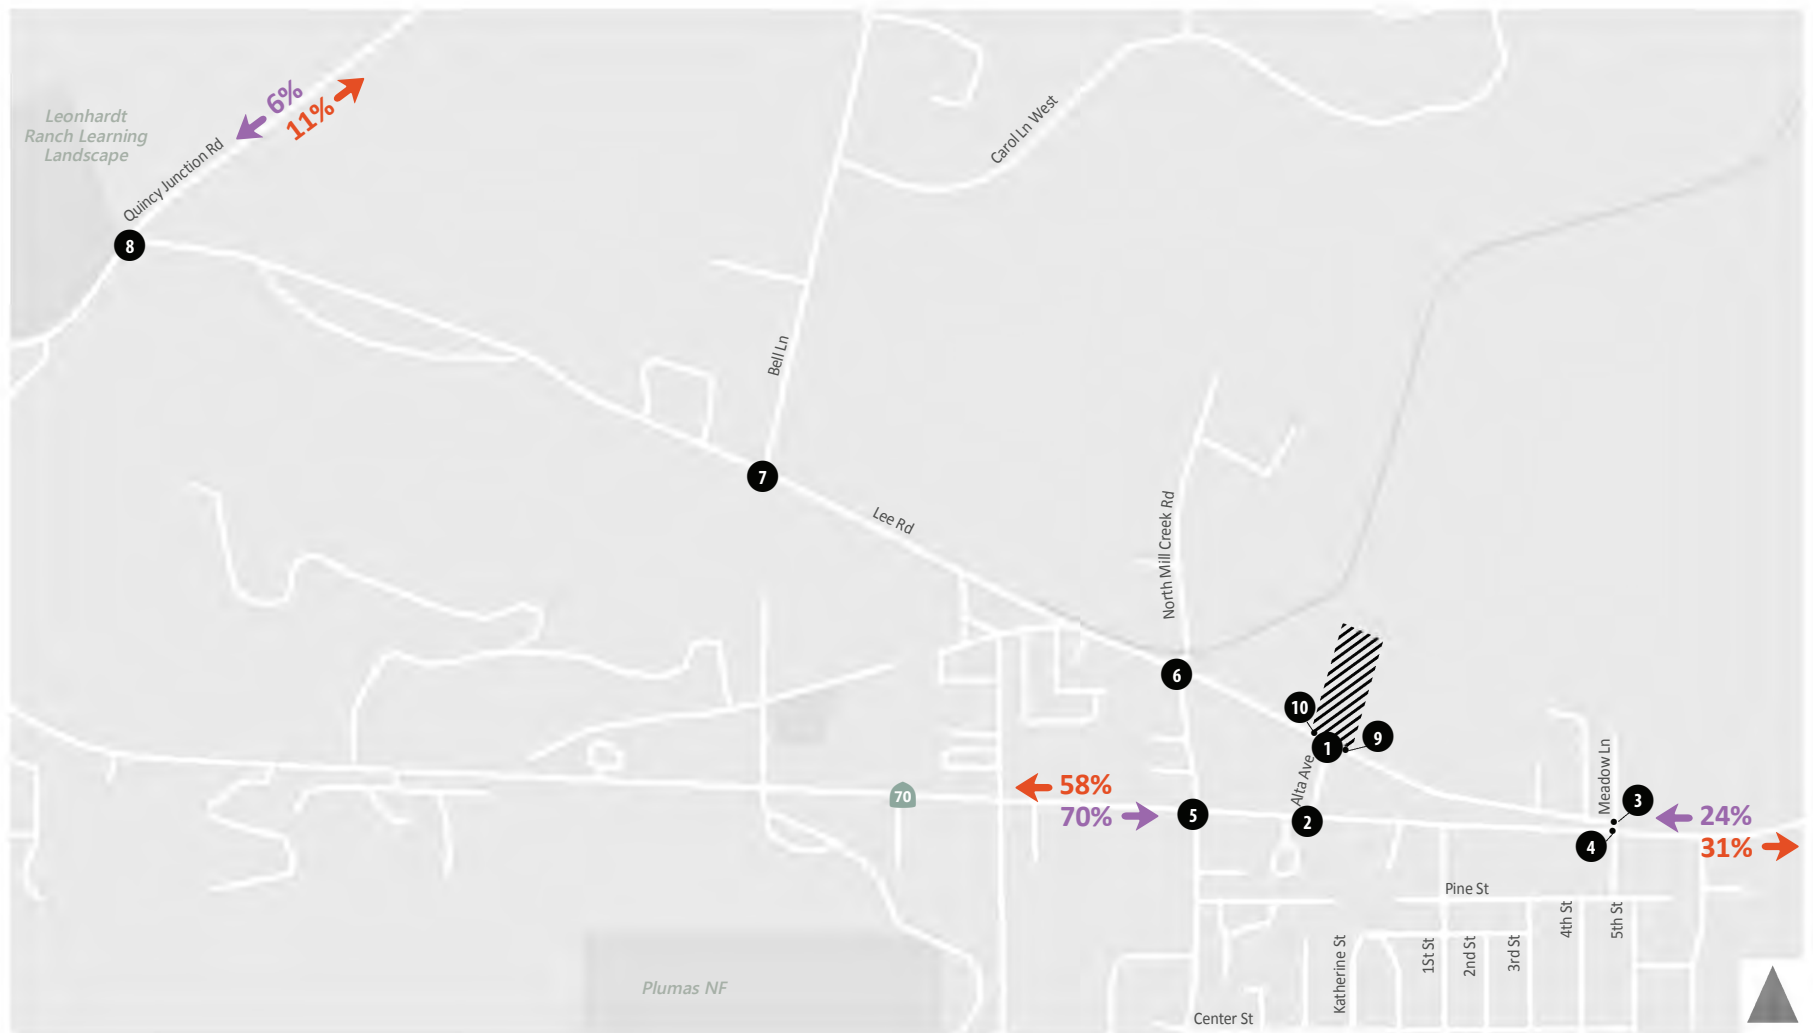 6%
11%
Leonhardt
Ranch Learning
Landscape
Quincy Junction Rd
8
Carol Ln West
Bell Ln
7
Lee Rd
North Mill Creek Rd
6
10
1
9
Alta Ave
Meadow Ln
70
58%
70%
5
2
3
4
24%
31%
Pine St
4th St
5th St
Katherine St
1St St
2nd St
3rd St
Plumas NF
Center St